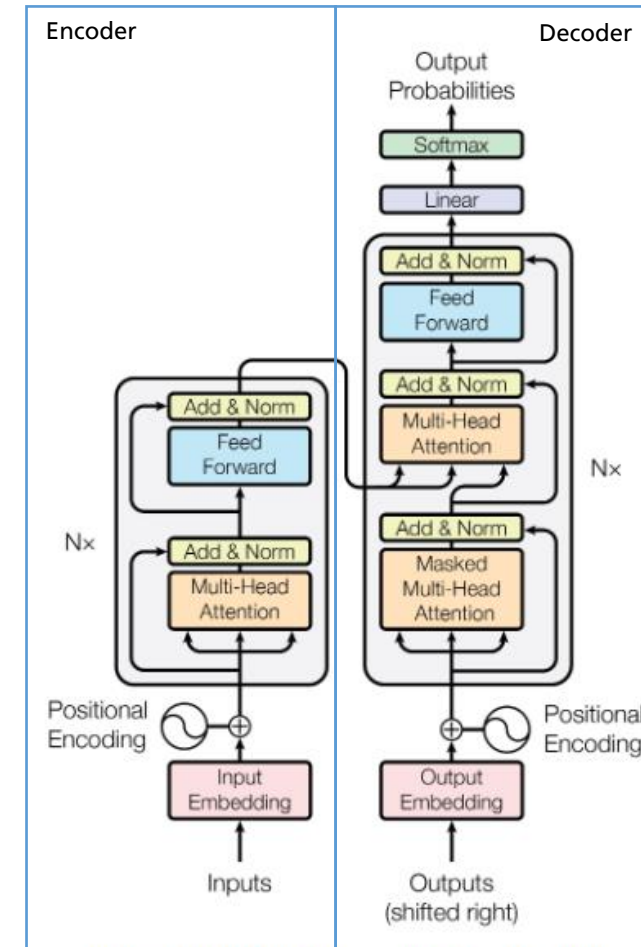 Encoder
Add & Norm
Feed
Forward
Nx
Add & Norm
Multi-Head
Attention
Positional
Encoding
Input
Embedding
Inputs
Decoder
Output
Probabilities
Softmax
Linear
Add & Norm
Feed
Forward
Add & Norm
Multi-Head
Attention
Nx
Add & Norm
Masked
Multi-Head
Attention
Positional
Encoding
Output
Embedding
Outputs
(shifted right)